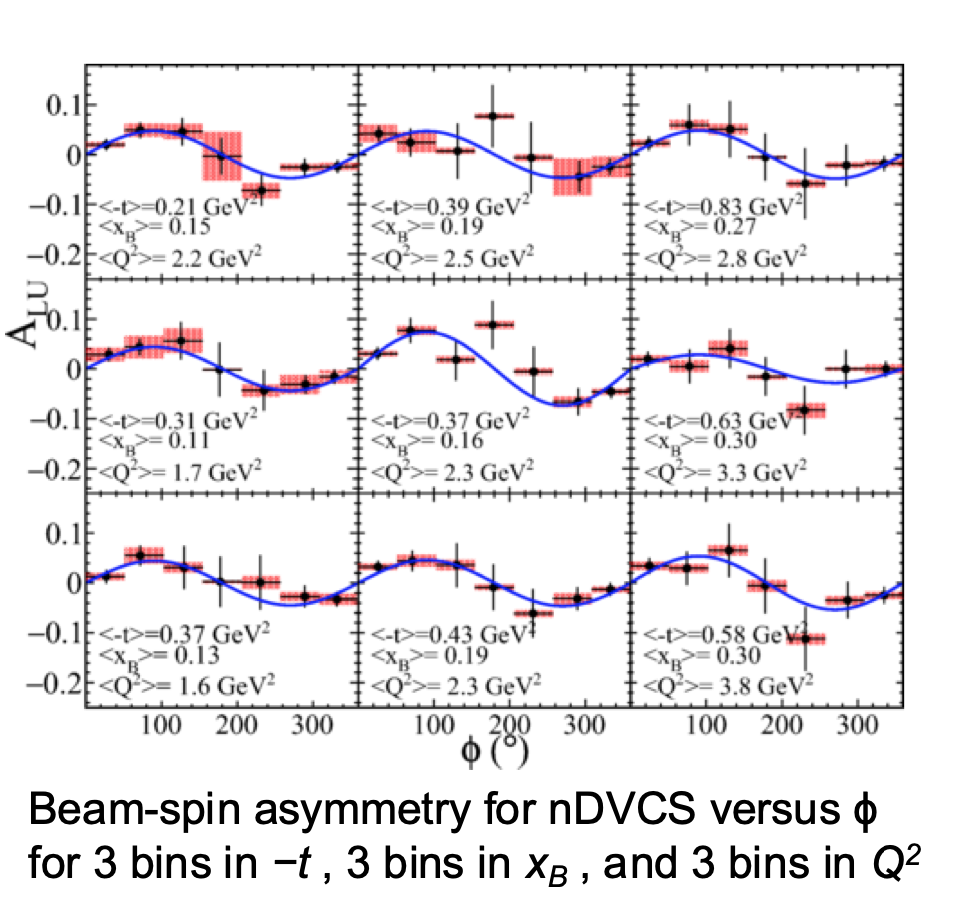 0.1
0
−0.1
−0.2
<-t>=0.21 GeV²
<x_B>= 0.15
<Q²>= 2.2 GeV²
<-t>=0.39 GeV²
<x_B>= 0.19
<Q²>= 2.5 GeV²
<-t>=0.83 GeV²
<x_B>= 0.27
<Q²>= 2.8 GeV²
A_LU
0.1
0
−0.1
−0.2
<-t>=0.31 GeV²
<x_B>= 0.11
<Q²>= 1.7 GeV²
<-t>=0.37 GeV²
<x_B>= 0.16
<Q²>= 2.3 GeV²
<-t>=0.63 GeV²
<x_B>= 0.30
<Q²>= 3.3 GeV²
0.1
0
−0.1
−0.2
<-t>=0.37 GeV²
<x_B>= 0.13
<Q²>= 1.6 GeV²
<-t>=0.43 GeV²
<x_B>= 0.19
<Q²>= 2.3 GeV²
<-t>=0.58 GeV²
<x_B>= 0.30
<Q²>= 3.8 GeV²
100 200 300 100 200 300 100 200 300
ϕ (°)
Beam-spin asymmetry for nDVCS versus ϕ
for 3 bins in −t , 3 bins in x_B , and 3 bins in Q²